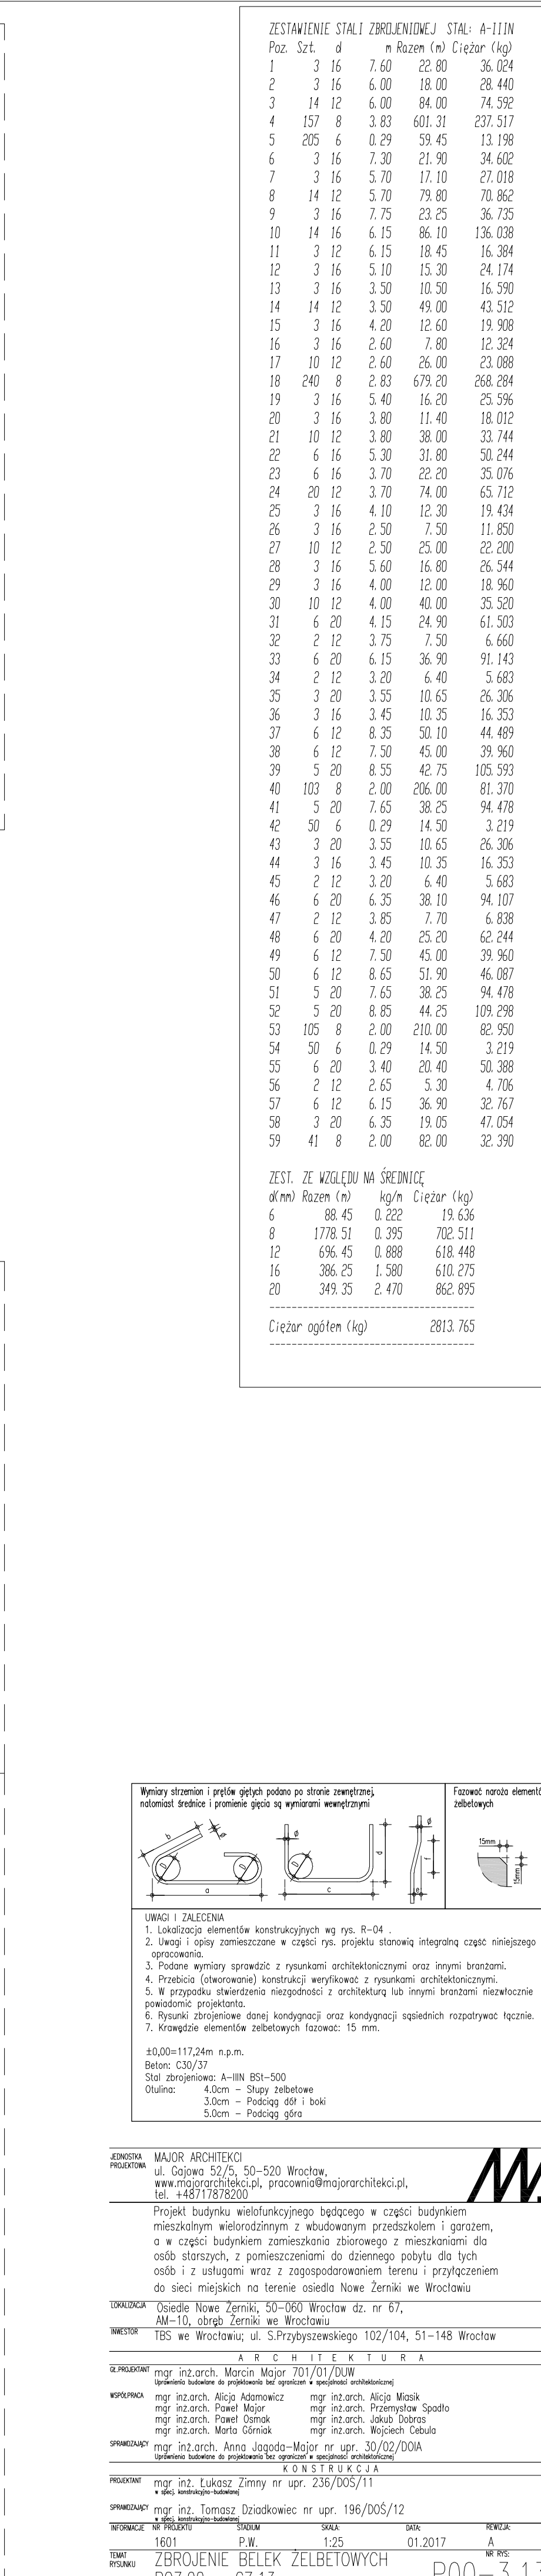 ZESTAWIENIE STALI ZBROJENIOWEJ STAL: A-IIIN
Poz. Szt. d m Razem (m) Ciężar (kg)
1 3 16 7.60 22.80 36.024
2 3 16 6.00 18.00 28.440
3 14 12 6.00 84.00 74.592
4 157 8 3.83 601.31 237.517
5 205 6 0.29 59.45 13.198
6 3 16 7.30 21.90 34.602
7 3 16 5.70 17.10 27.018
8 14 12 5.70 79.80 70.862
9 3 16 7.75 23.25 36.735
10 14 16 6.15 86.10 136.038
11 3 12 6.15 18.45 16.384
12 3 16 5.10 15.30 24.174
13 3 16 3.50 10.50 16.590
14 14 12 3.50 49.00 43.512
15 3 16 4.20 12.60 19.908
16 3 16 2.60 7.80 12.324
17 10 12 2.60 26.00 23.088
18 240 8 2.83 679.20 268.284
19 3 16 5.40 16.20 25.596
20 3 16 3.80 11.40 18.012
21 10 12 3.80 38.00 33.744
22 6 16 5.30 31.80 50.244
23 6 16 3.70 22.20 35.076
24 20 12 3.70 74.00 65.712
25 3 16 4.10 12.30 19.434
26 3 16 2.50 7.50 11.850
27 10 12 2.50 25.00 22.200
28 3 16 5.60 16.80 26.544
29 3 16 4.00 12.00 18.960
30 10 12 4.00 40.00 35.520
31 6 20 4.15 24.90 61.503
32 2 12 3.75 7.50 6.660
33 6 20 6.15 36.90 91.143
34 2 12 3.20 6.40 5.683
35 3 20 3.55 10.65 26.306
36 3 16 3.45 10.35 16.353
37 6 12 8.35 50.10 44.489
38 6 12 7.50 45.00 39.960
39 5 20 8.55 42.75 105.593
40 103 8 2.00 206.00 81.370
41 5 20 7.65 38.25 94.478
42 50 6 0.29 14.50 3.219
43 3 20 3.55 10.65 26.306
44 3 16 3.45 10.35 16.353
45 2 12 3.20 6.40 5.683
46 6 20 6.35 38.10 94.107
47 2 12 3.85 7.70 6.838
48 6 20 4.20 25.20 62.244
49 6 12 7.50 45.00 39.960
50 6 12 8.65 51.90 46.087
51 5 20 7.65 38.25 94.478
52 5 20 8.85 44.25 109.298
53 105 8 2.00 210.00 82.950
54 50 6 0.29 14.50 3.219
55 6 20 3.40 20.40 50.388
56 2 12 2.65 5.30 4.706
57 6 12 6.15 36.90 32.767
58 3 20 6.35 19.05 47.054
59 41 8 2.00 82.00 32.390
ZEST. ZE WZGLĘDU NA ŚREDNICĘ
d(mm) Razem (m) kg/m Ciężar (kg)
6 88.45 0.222 19.636
8 1778.51 0.395 702.511
12 696.45 0.888 618.448
16 386.25 1.580 610.275
20 349.35 2.470 862.895
Ciężar ogółem (kg) 2813.765
Wymiary strzemion i prętów giętych podano po stronie zewnętrznej,
natomiast średnice i promienie gięcia są wymiarami wewnętrznymi
Fazować naroża elementó
żelbetowych
b ø ø D D D d f
a c e
15mm
15mm
UWAGI I ZALECENIA
1. Lokalizacja elementów konstrukcyjnych wg rys. R-04 .
2. Uwagi i opisy zamieszczane w części rys. projektu stanowią integralną część niniejszego
opracowania.
3. Podane wymiary sprawdzić z rysunkami architektonicznymi oraz innymi branżami.
4. Przebicia (otworowanie) konstrukcji weryfikować z rysunkami architektonicznymi.
5. W przypadku stwierdzenia niezgodności z architekturą lub innymi branżami niezwłocznie
powiadomić projektanta.
6. Rysunki zbrojeniowe danej kondygnacji oraz kondygnacji sąsiednich rozpatrywać łącznie.
7. Krawędzie elementów żelbetowych fazować: 15 mm.
±0,00=117,24m n.p.m.
Beton: C30/37
Stal zbrojeniowa: A-IIIN BSt-500
Otulina: 4.0cm - Słupy żelbetowe
3.0cm - Podciąg dół i boki
5.0cm - Podciąg góra
JEDNOSTKA PROJEKTOWA MAJOR ARCHITEKCI
ul. Gajowa 52/5, 50-520 Wrocław,
www.majorarchitekci.pl, pracownia@majorarchitekci.pl,
tel. +48717878200
Projekt budynku wielofunkcyjnego będącego w części budynkiem
mieszkalnym wielorodzinnym z wbudowanym przedszkolem i garażem,
a w części budynkiem zamieszkania zbiorowego z mieszkaniami dla
osób starszych, z pomieszczeniami do dziennego pobytu dla tych
osób i z usługami wraz z zagospodarowaniem terenu i przyłączeniem
do sieci miejskich na terenie osiedla Nowe Żerniki we Wrocławiu
LOKALIZACJA Osiedle Nowe Żerniki, 50-060 Wrocław dz. nr 67,
AM-10, obręb Żerniki we Wrocławiu
INWESTOR TBS we Wrocławiu; ul. S.Przybyszewskiego 102/104, 51-148 Wrocław
A R C H I T E K T U R A
GŁ.PROJEKTANT mgr inż.arch. Marcin Major 701/01/DUW
Uprawnienia budowlane do projektowania bez ograniczeń w specjalności architektonicznej
WSPÓŁPRACA mgr inż.arch. Alicja Adamowicz mgr inż.arch. Alicja Miasik
mgr inż.arch. Paweł Major mgr inż.arch. Przemysław Spadło
mgr inż.arch. Paweł Osmak mgr inż.arch. Jakub Dobras
mgr inż.arch. Marta Górniak mgr inż.arch. Wojciech Cebula
SPRAWDZAJĄCY mgr inż.arch. Anna Jagoda-Major nr upr. 30/02/DOIA
Uprawnienia budowlane do projektowania bez ograniczeń w specjalności architektonicznej
K O N S T R U K C J A
PROJEKTANT mgr inż. Łukasz Zimny nr upr. 236/DOŚ/11
w specj. konstrukcyjno-budowlanej
SPRAWDZAJĄCY mgr inż. Tomasz Dziadkowiec nr upr. 196/DOŚ/12
w specj. konstrukcyjno-budowlanej
INFORMACJE NR PROJEKTU STADIUM SKALA: DATA: REWIZJA:
1601 P.W. 1:25 01.2017 A
TEMAT RYSUNKU ZBROJENIE BELEK ŻELBETOWYCH NR RYS: